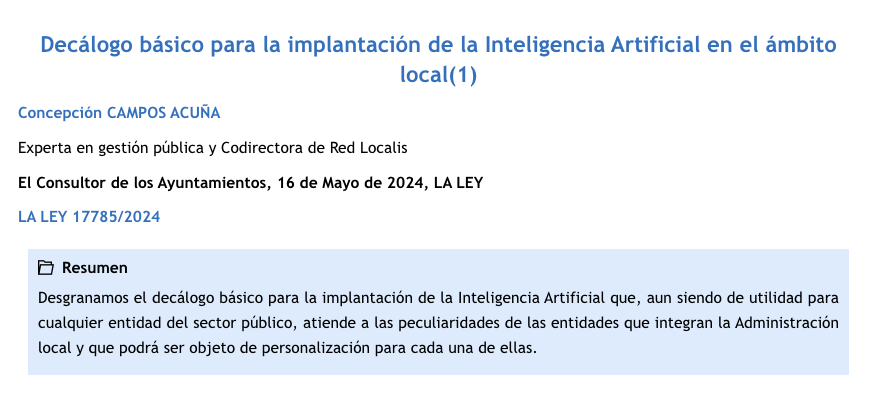 Decálogo básico para la implantación de la Inteligencia Artificial en el ámbito
local(1)
Concepción CAMPOS ACUÑA
Experta en gestión pública y Codirectora de Red Localis
El Consultor de los Ayuntamientos, 16 de Mayo de 2024, LA LEY
LA LEY 17785/2024
Resumen
Desgranamos el decálogo básico para la implantación de la Inteligencia Artificial que, aun siendo de utilidad para
cualquier entidad del sector público, atiende a las peculiaridades de las entidades que integran la Administración
local y que podrá ser objeto de personalización para cada una de ellas.